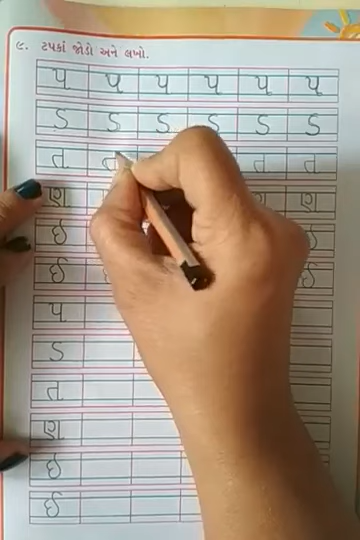 ૯. ટપકાં જોડો અને લખો.
પ પ પ પ પ પ
ડ ડ ડ ડ ડ ડ
ત ત ત ત
ણ ણ ણ
ઇ
ઈ ઈ
પ
ડ
ત
ણ
ઇ
ઈ